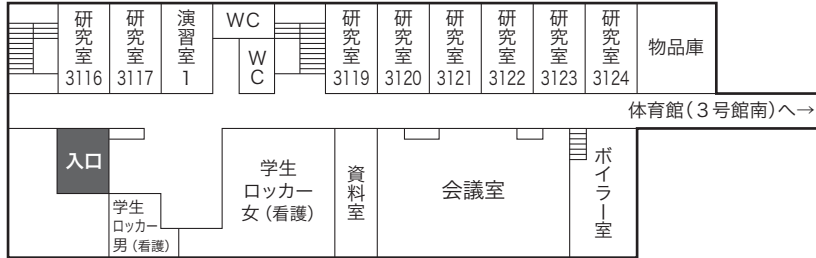 研究室
3116
研究室
3117
演習室
1
WC
WC
研究室
3119
研究室
3120
研究室
3121
研究室
3122
研究室
3123
研究室
3124
物品庫
体育館(3号館南)へ→
入口
学生
ロッカー
男(看護)
学生
ロッカー
女(看護)
資料室
会議室
ボイラー室